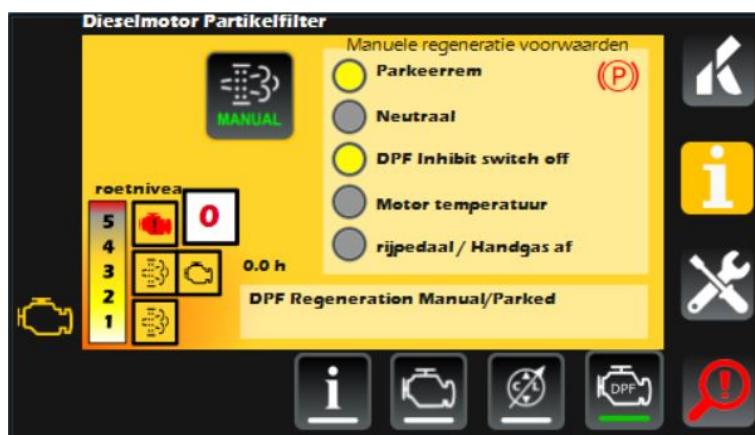 Dieselmotor Partikelfilter
Manuele regeneratie voorwaarden
Parkeerrem
(P)
MANUAL
Neutraal
DPF Inhibit switch off
roetnivea
Motor temperatuur
5
0
4
rijpedaal / Handgas af
3
0.0 h
2
DPF Regeneration Manual/Parked
1
i
i
C L
DPF